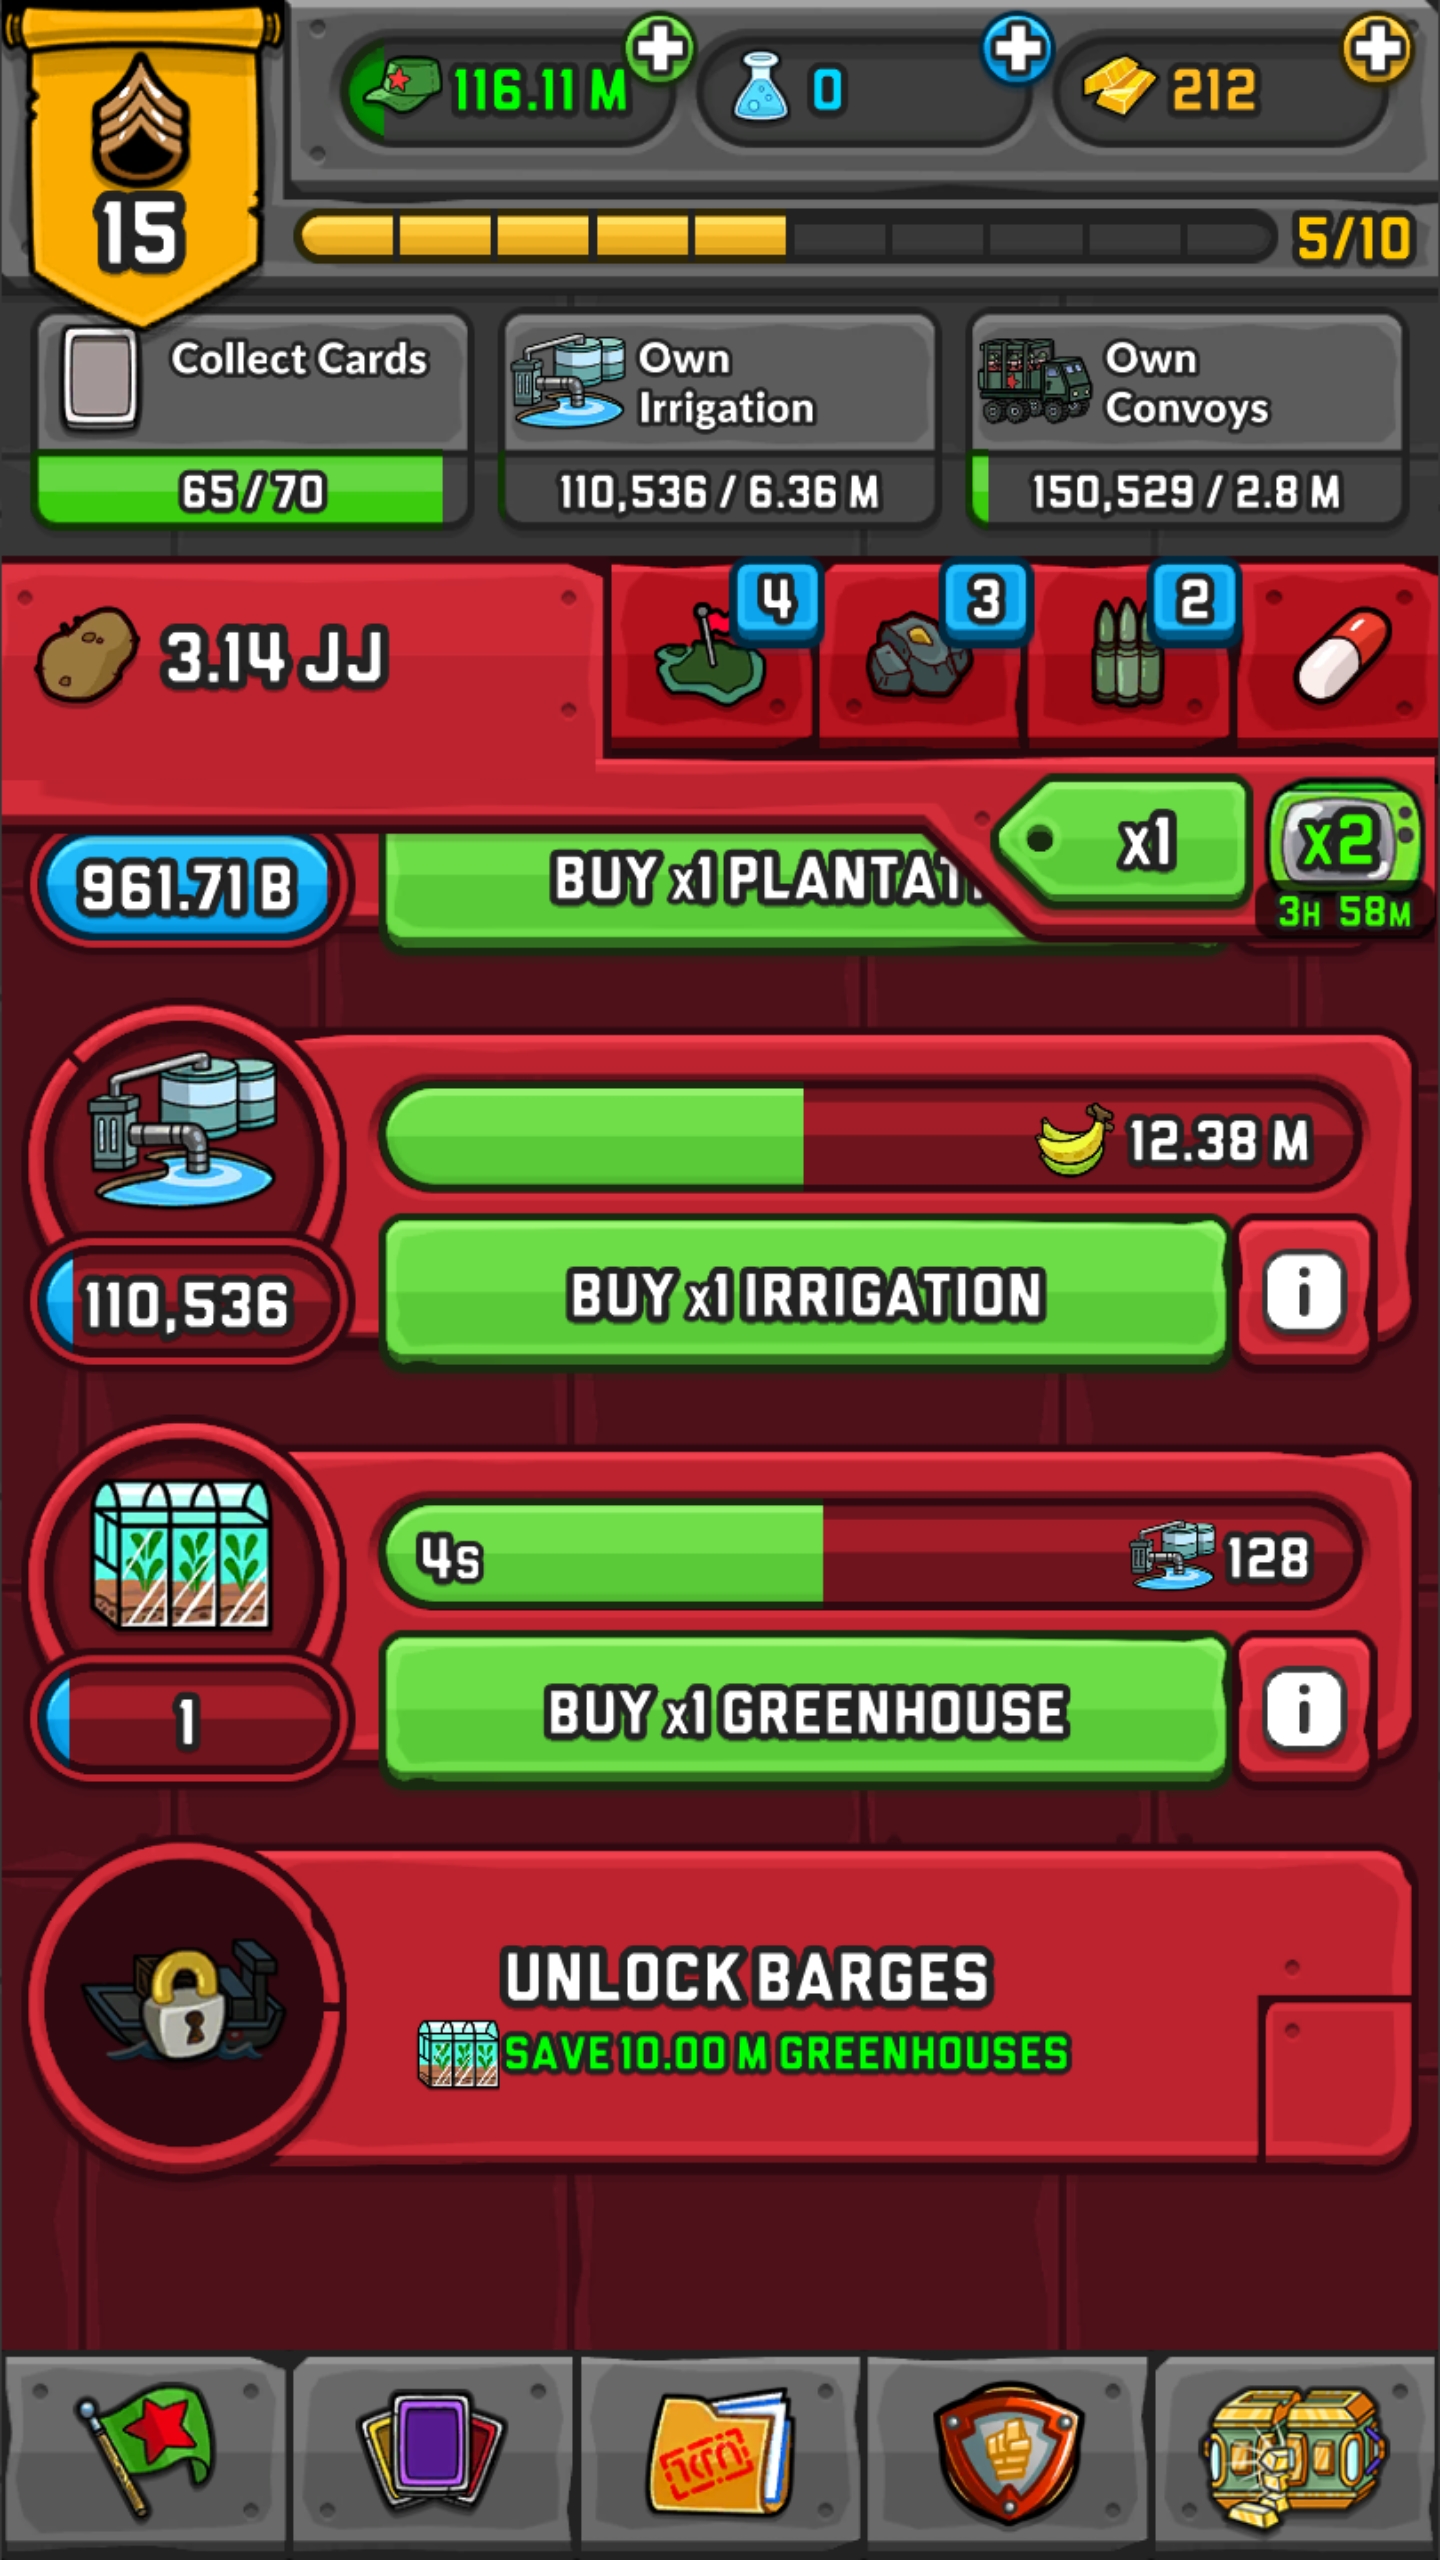 15
116.11 M
0
212
5/10
Collect Cards
65/70
Own
Irrigation
110,536 / 6.36 M
Own
Convoys
150,529 / 2.8 M
3.14 JJ
4
3
2
x1
x2
3H 58M
961.71 B
BUY x1 PLANTAT
12.38 M
110,536
BUY x1 IRRIGATION
i
4s
128
1
BUY x1 GREENHOUSE
i
UNLOCK BARGES
SAVE 10.00 M GREENHOUSES